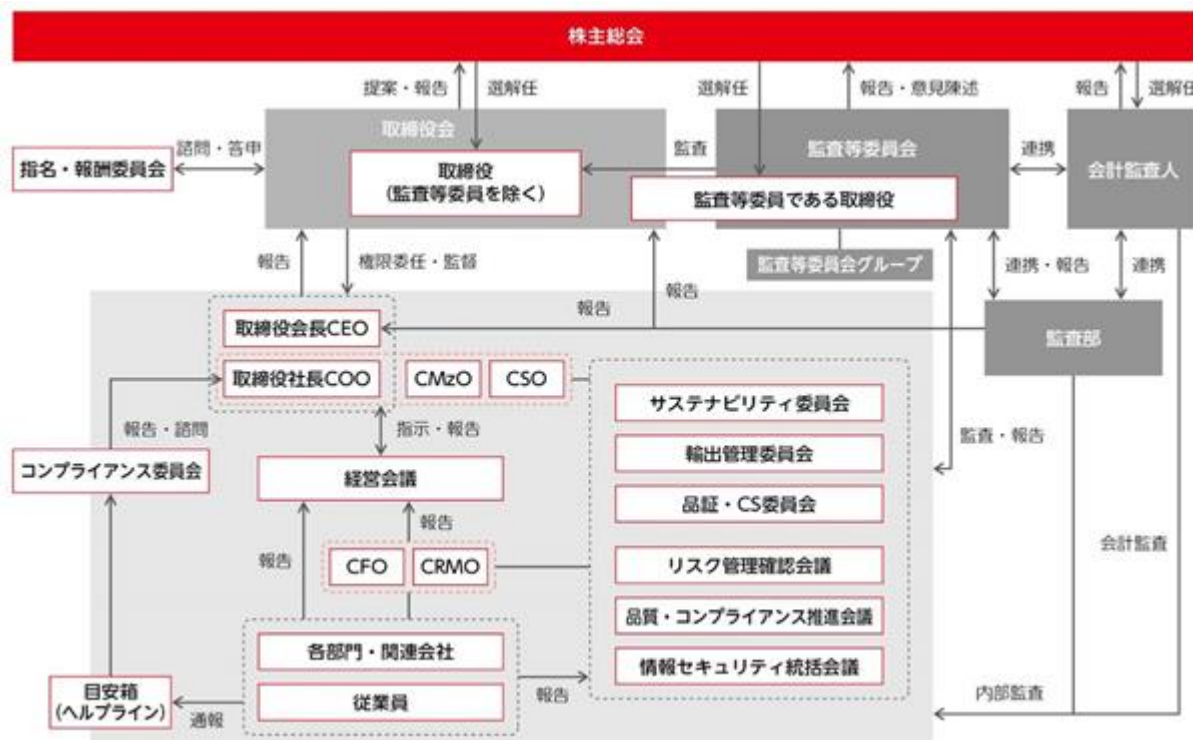 株主総会
提案・報告
選解任
選解任
報告・意見陳述
報告
選解任
取締役会
監査等委員会
会計監査人
諮問・答申
指名・報酬委員会
取締役
(監査等委員を除く)
監査
監査等委員である取締役
連携
監査等委員会グループ
報告
権限委任・監督
報告
連携・報告
連携
報告
取締役会長CEO
監査部
取締役社長COO
CMzO
CSO
サステナビリティ委員会
報告・諮問
指示・報告
監査・報告
輸出管理委員会
コンプライアンス委員会
経営会議
品証・CS委員会
報告
会計監査
報告
CFO
CRMO
リスク管理確認会議
品質・コンプライアンス推進会議
各部門・関連会社
情報セキュリティ統括会議
従業員
報告
目安箱
(ヘルプライン)
通報
内部監査